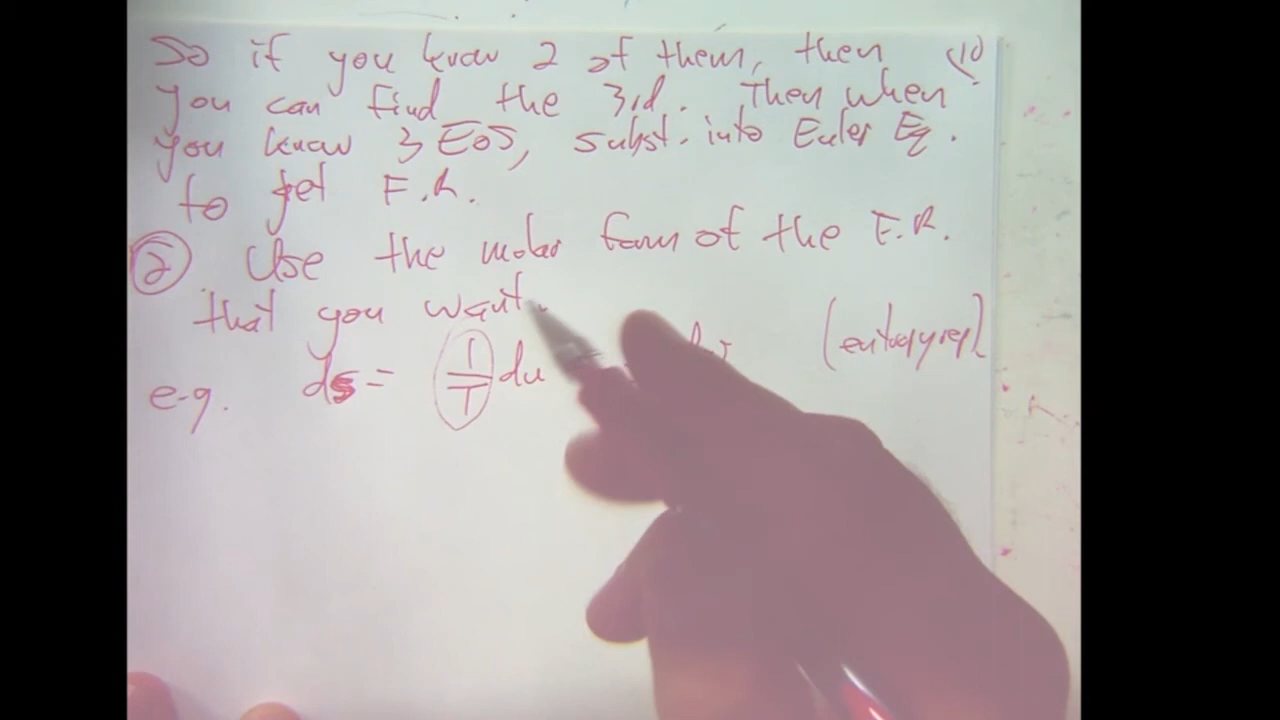 So if you know 2 of them, then
10
you can find the 3rd. Then when
you know 3 EoS, subst. into Euler Eq.
to get F.R.
② Use the molar form of the F.R.
that you want.
e.g. ds = (1/T) du (entropy rep)